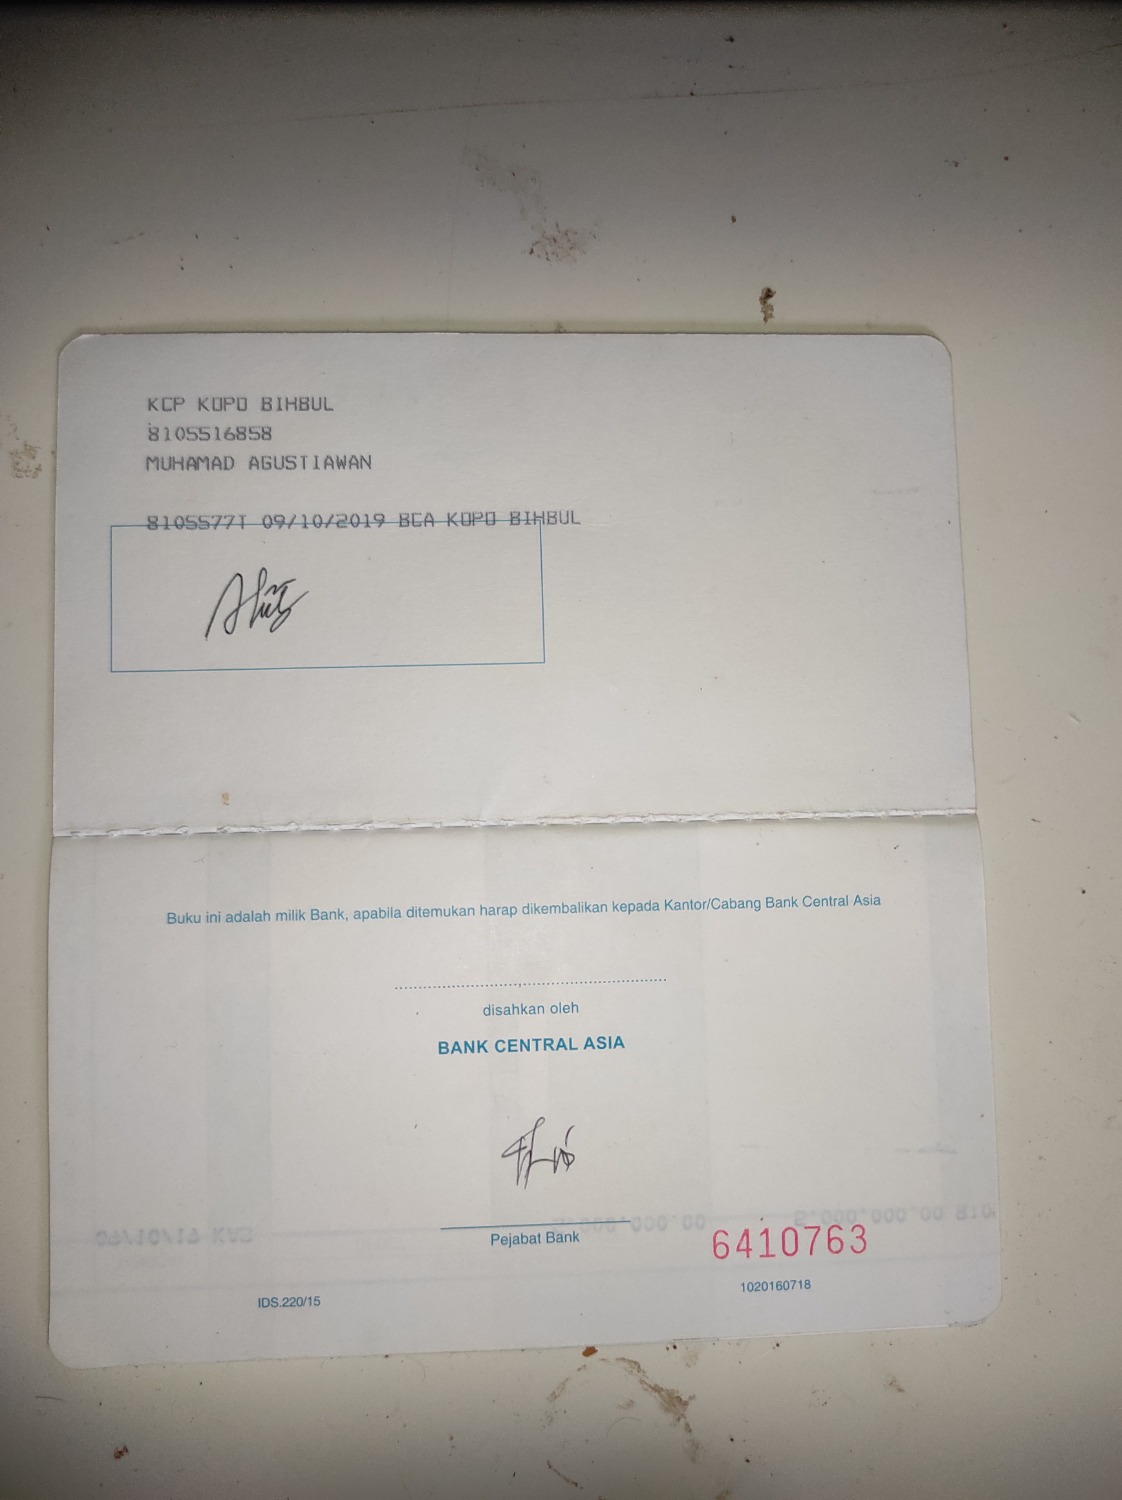 KCP KOPO BIHBUL
8105516858
MUHAMAD AGUSTIAWAN
8105577T 09/10/2019 BCA KOPO BIHBUL
Buku ini adalah milik Bank, apabila ditemukan harap dikembalikan kepada Kantor/Cabang Bank Central Asia
disahkan oleh
BANK CENTRAL ASIA
Pejabat Bank
6410763
1020160718
IDS.220/15